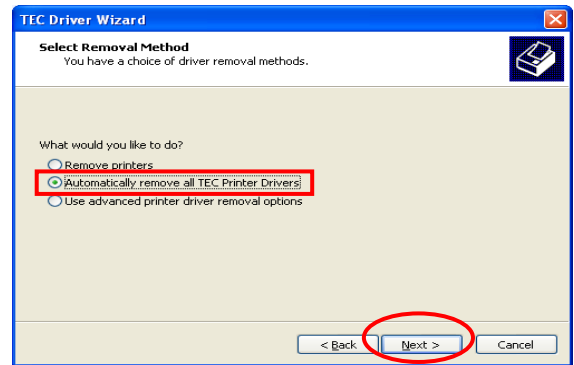 TEC Driver Wizard
Select Removal Method
You have a choice of driver removal methods.
What would you like to do?
Remove printers
Automatically remove all TEC Printer Drivers
Use advanced printer driver removal options
< Back Next > Cancel